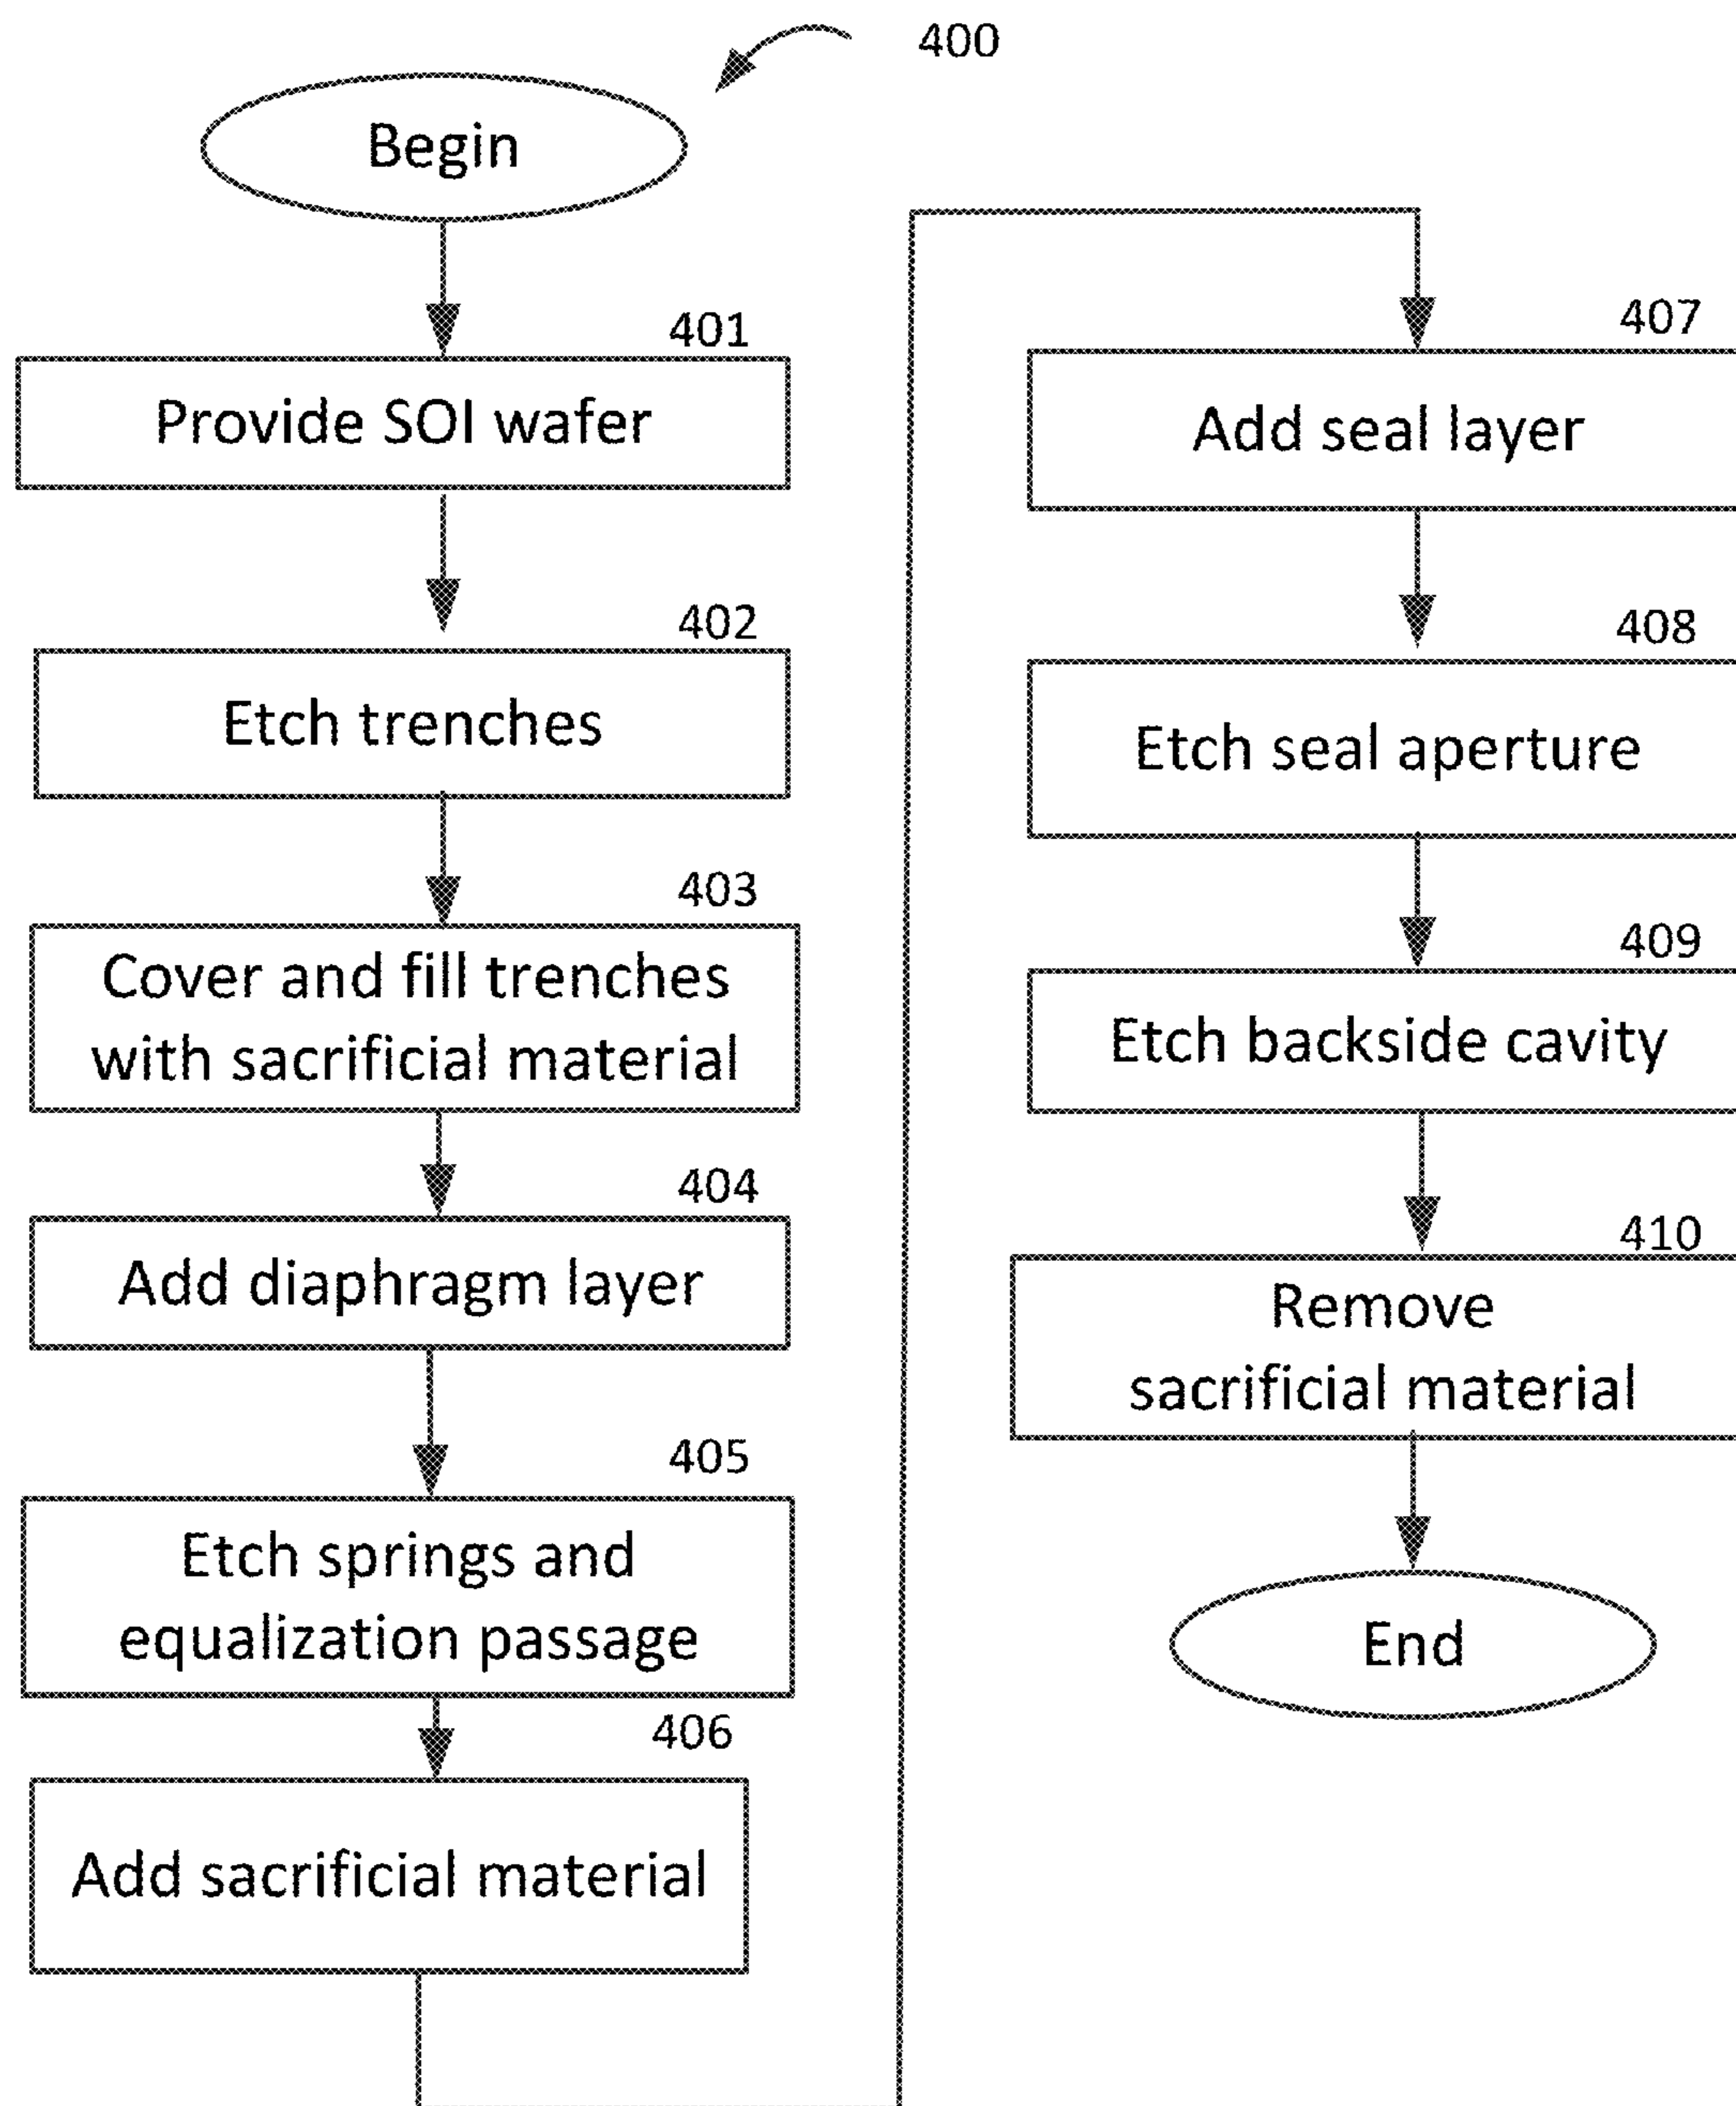 400
Begin
401
Provide SOI wafer
402
Etch trenches
403
Cover and fill trenches
with sacrificial material
404
Add diaphragm layer
405
Etch springs and
equalization passage
406
Add sacrificial material
407
Add seal layer
408
Etch seal aperture
409
Etch backside cavity
410
Remove
sacrificial material
End